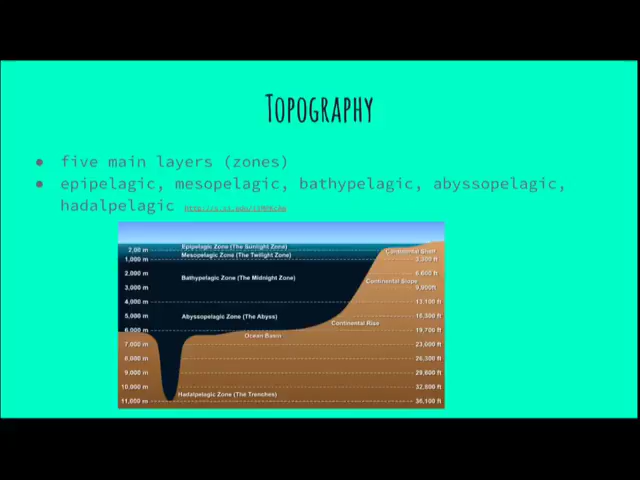 Topography
● five main layers (zones)
● epipelagic, mesopelagic, bathypelagic, abyssopelagic,
hadalpelagic
Epipelagic Zone (The Sunlight Zone)
Continental Shelf
Mesopelagic Zone (The Twilight Zone)
1,000 m 3,300 ft
2,000 m Bathypelagic Zone (The Midnight Zone) 6,600 ft
Continental Slope
3,000 m
4,000 m 13,100 ft
5,000 m Abyssopelagic Zone (The Abyss) 16,300 ft
Continental Rise
6,000 m 19,700 ft
Ocean Basin
7,000 m 23,000 ft
8,000 m 26,300 ft
9,000 m 29,600 ft
10,000 m 32,800 ft
Hadalpelagic Zone (The Trenches)
11,000 m 36,100 ft